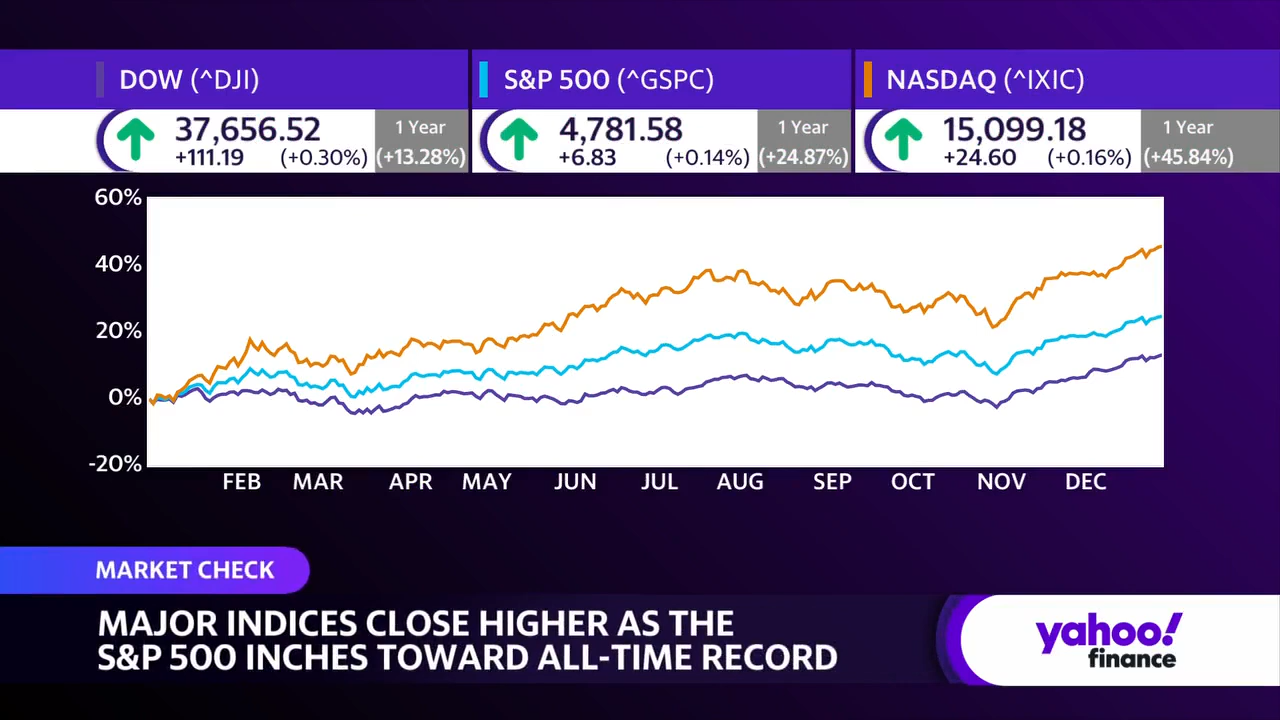 DOW (^DJI)
37,656.52
+111.19 (+0.30%)
1 Year
(+13.28%)
S&P 500 (^GSPC)
4,781.58
+6.83 (+0.14%)
1 Year
(+24.87%)
NASDAQ (^IXIC)
15,099.18
+24.60 (+0.16%)
1 Year
(+45.84%)
60%
40%
20%
0%
-20%
FEB MAR APR MAY JUN JUL AUG SEP OCT NOV DEC
MARKET CHECK
MAJOR INDICES CLOSE HIGHER AS THE
S&P 500 INCHES TOWARD ALL-TIME RECORD
yahoo!
finance